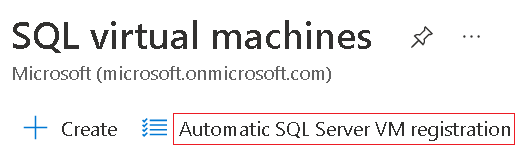 SQL virtual machines
Microsoft (microsoft.onmicrosoft.com)
Create Automatic SQL Server VM registration